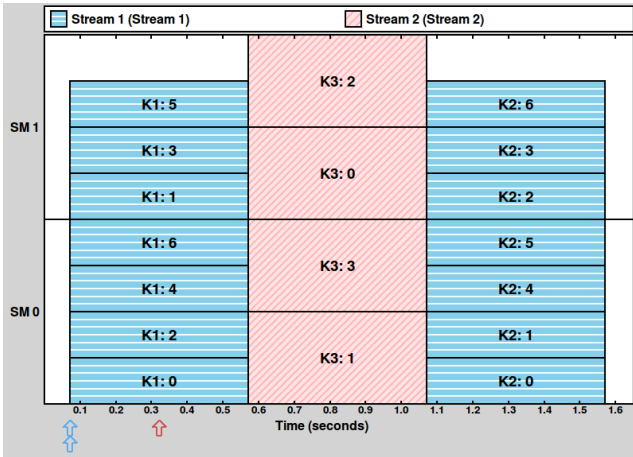 Stream 1 (Stream 1) Stream 2 (Stream 2)
K3: 2
K1: 5 K2: 6
SM 1
K1: 3 K2: 3
K3: 0
K1: 1 K2: 2
K1: 6 K2: 5
K3: 3
K1: 4 K2: 4
SM 0
K1: 2 K2: 1
K3: 1
K1: 0 K2: 0
0.1 0.2 0.3 0.4 0.5 0.6 0.7 0.8 0.9 1.0 1.1 1.2 1.3 1.4 1.5 1.6
Time (seconds)